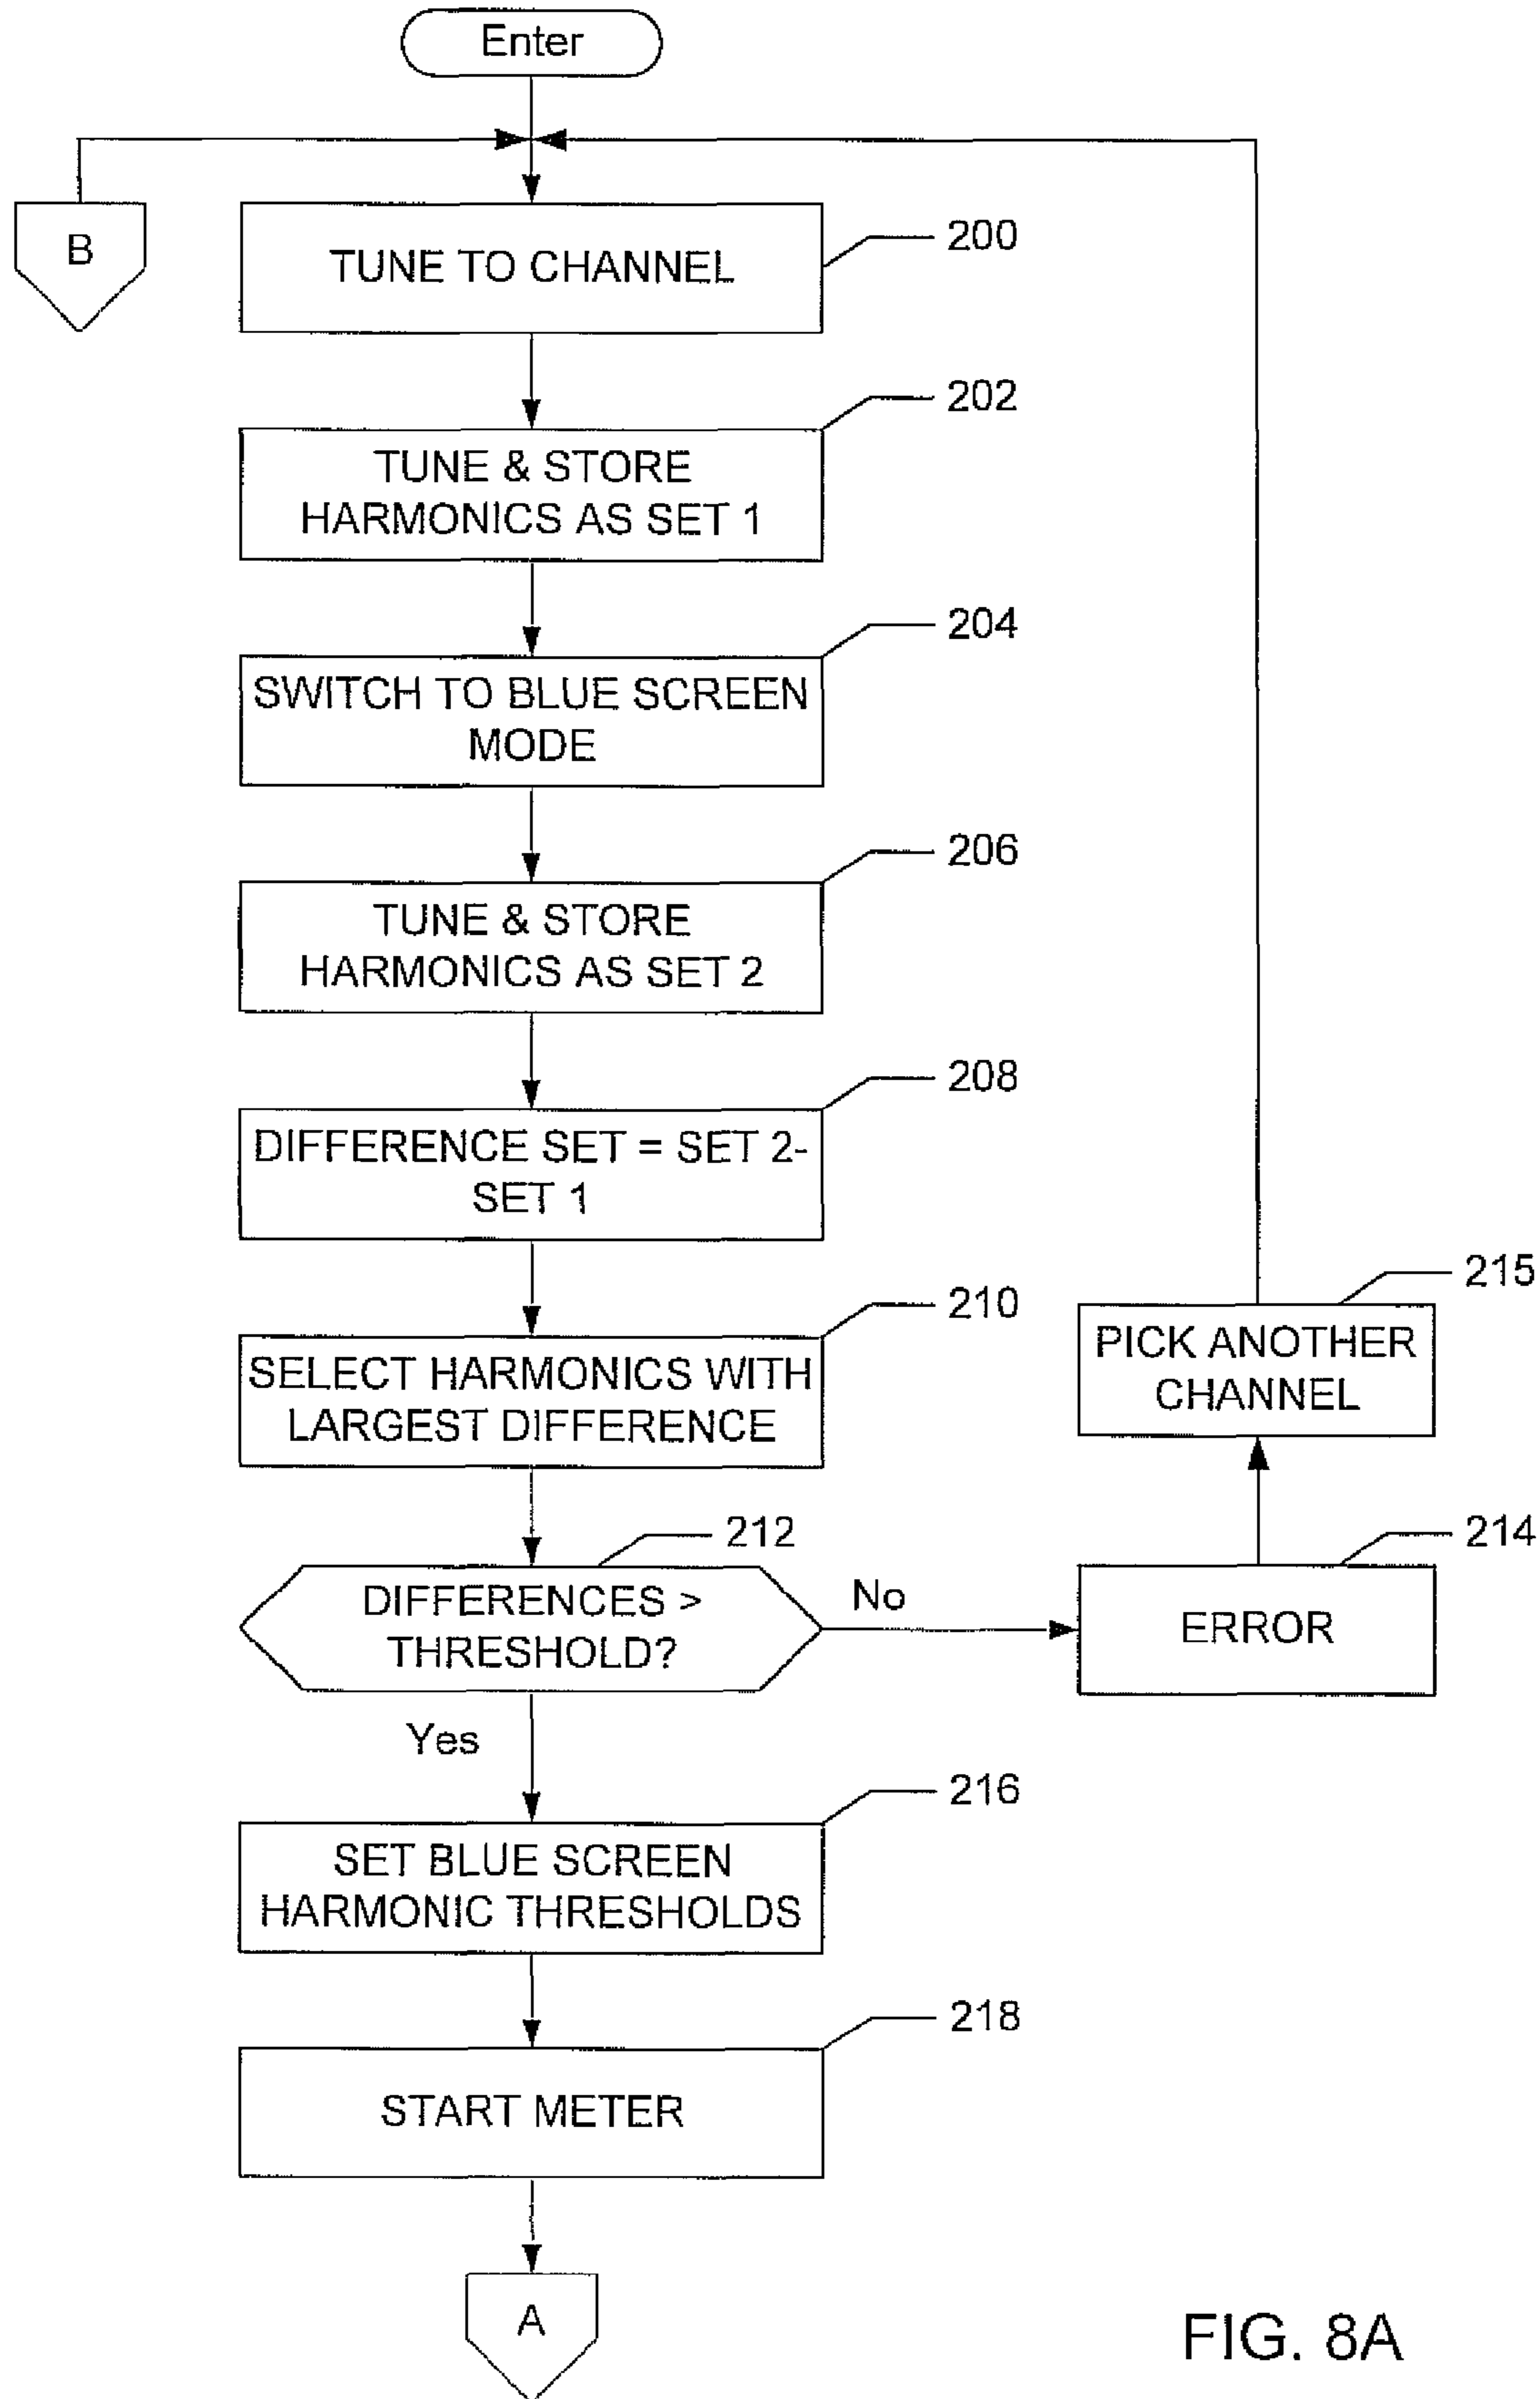 Enter
B
TUNE TO CHANNEL
200
202
TUNE & STORE
HARMONICS AS SET 1
204
SWITCH TO BLUE SCREEN
MODE
206
TUNE & STORE
HARMONICS AS SET 2
208
DIFFERENCE SET = SET 2-
SET 1
210
SELECT HARMONICS WITH
LARGEST DIFFERENCE
215
PICK ANOTHER
CHANNEL
212
DIFFERENCES >
THRESHOLD?
No
214
ERROR
Yes
216
SET BLUE SCREEN
HARMONIC THRESHOLDS
218
START METER
A
FIG. 8A